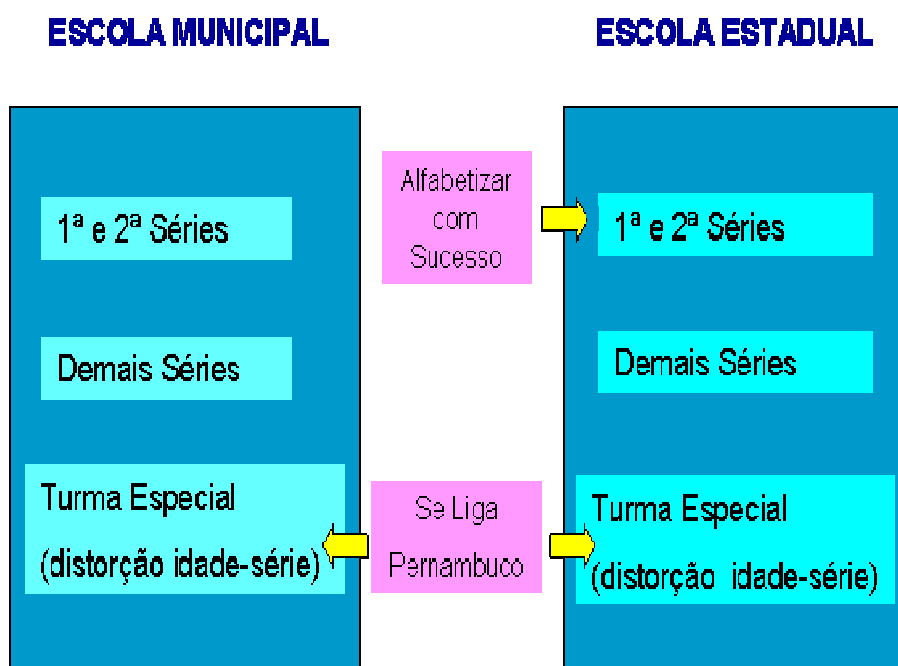 ESCOLA MUNICIPAL
ESCOLA ESTADUAL
1ª e 2ª Séries
Demais Séries
Turma Especial
(distorção idade-série)
Alfabetizar
com
Sucesso
Se Liga
Pernambuco
1ª e 2ª Séries
Demais Séries
Turma Especial
(distorção idade-série)